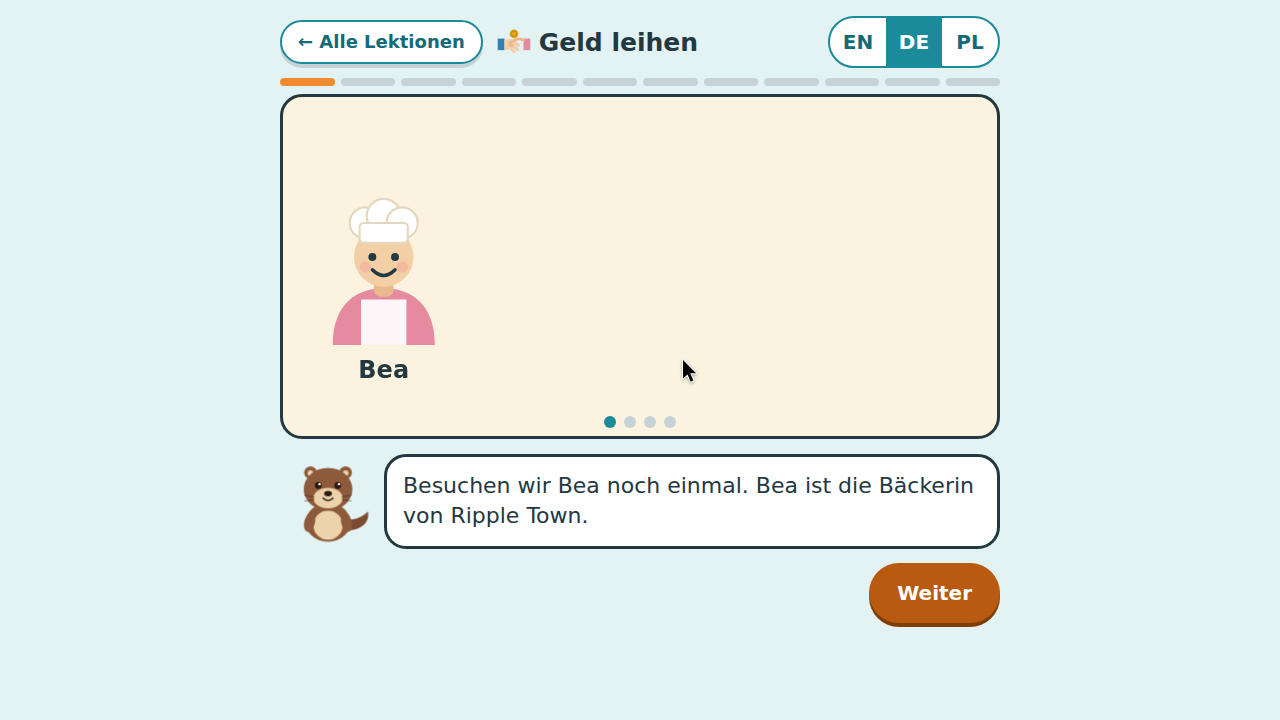 ← Alle Lektionen
Geld leihen
EN DE PL
Bea
Besuchen wir Bea noch einmal. Bea ist die Bäckerin
von Ripple Town.
Weiter